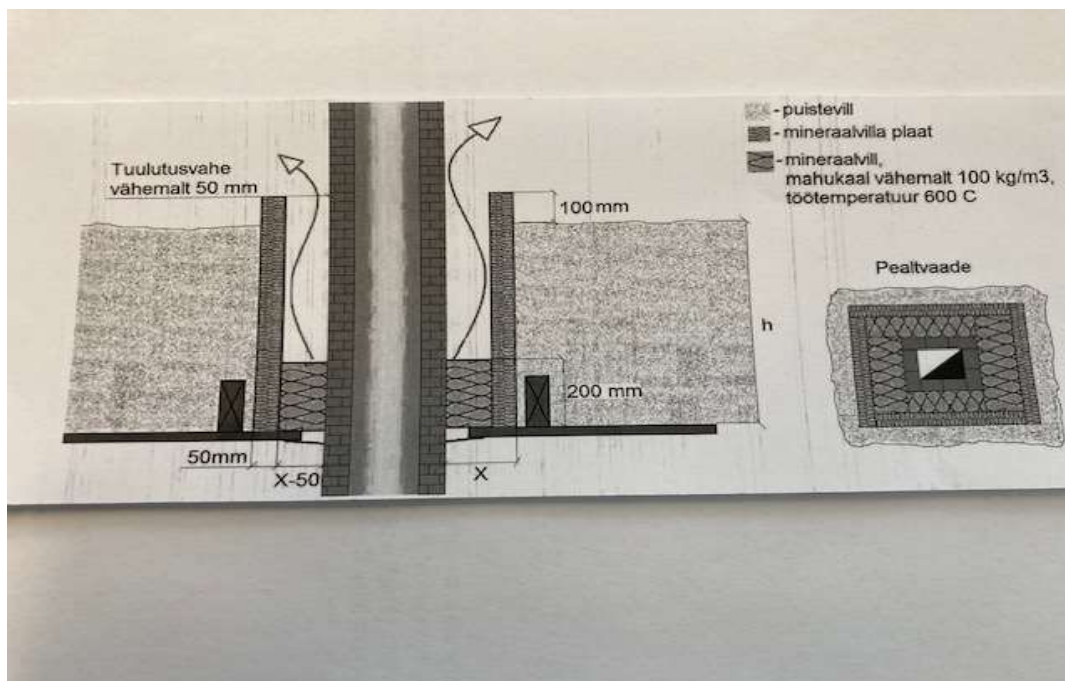 - puistevill
- mineraalvilla plaat
- mineraalvill,
mahukaal vähemalt 100 kg/m3,
töötemperatuur 600 C
Tuulutusvahe
vähemalt 50 mm
100 mm
Pealtvaade
h
200 mm
50mm
X-50
X